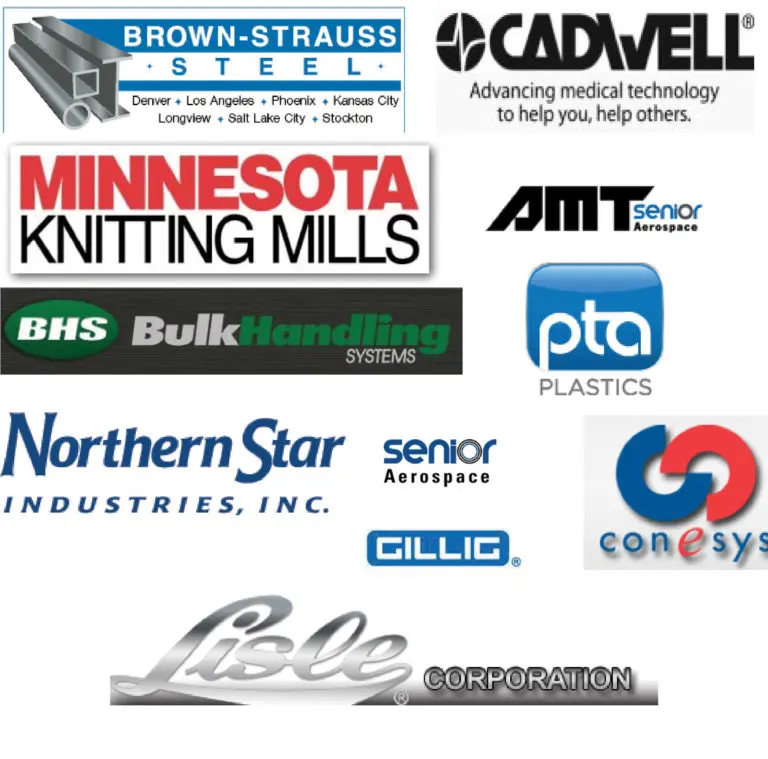 BROWN-STRAUSS
• S T E E L •
Denver • Los Angeles • Phoenix • Kansas City
Longview • Salt Lake City • Stockton
CADWELL®
Advancing medical technology
to help you, help others.
MINNESOTA
KNITTING MILLS
AMT senior
Aerospace
BHS BulkHandling
SYSTEMS
pta
PLASTICS
Northern Star
INDUSTRIES, INC.
senior
Aerospace
conesys
GILLIG®
Lisle® CORPORATION